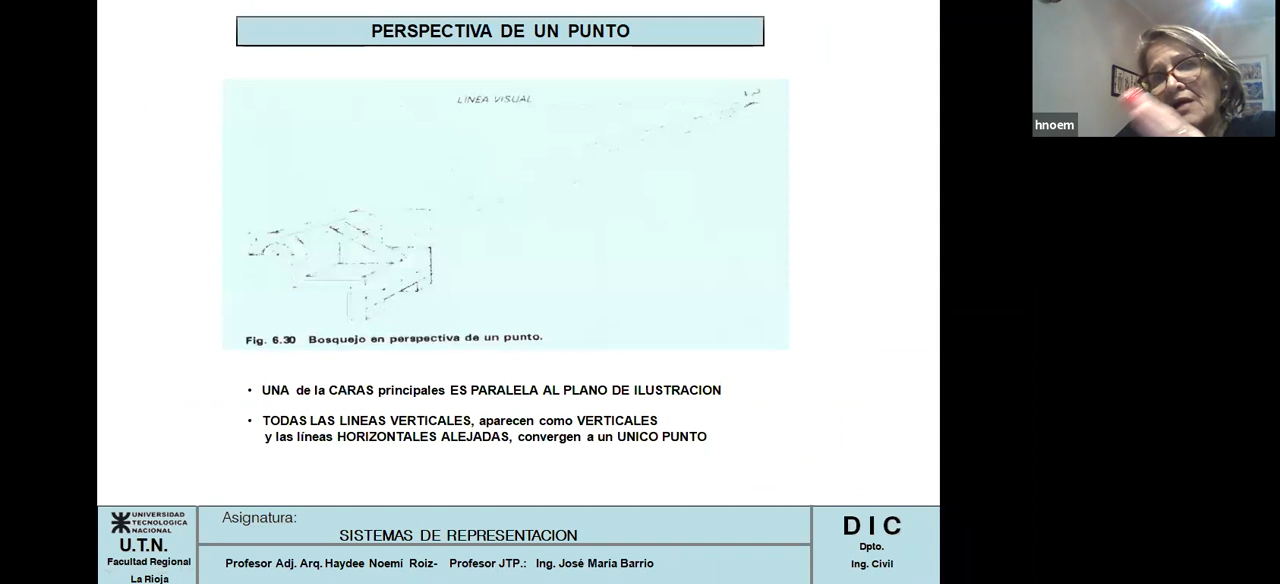 PERSPECTIVA DE UN PUNTO
LINEA VISUAL
Fig. 6.30 Bosquejo en perspectiva de un punto.
• UNA de la CARAS principales ES PARALELA AL PLANO DE ILUSTRACION
• TODAS LAS LINEAS VERTICALES, aparecen como VERTICALES
y las líneas HORIZONTALES ALEJADAS, convergen a un UNICO PUNTO
hnoem
UNIVERSIDAD
TECNOLOGICA
NACIONAL
U.T.N.
Facultad Regional
La Rioja
Asignatura:
SISTEMAS DE REPRESENTACION
Profesor Adj. Arq. Haydee Noemí Roiz- Profesor JTP.: Ing. José María Barrio
DIC
Dpto.
Ing. Civil